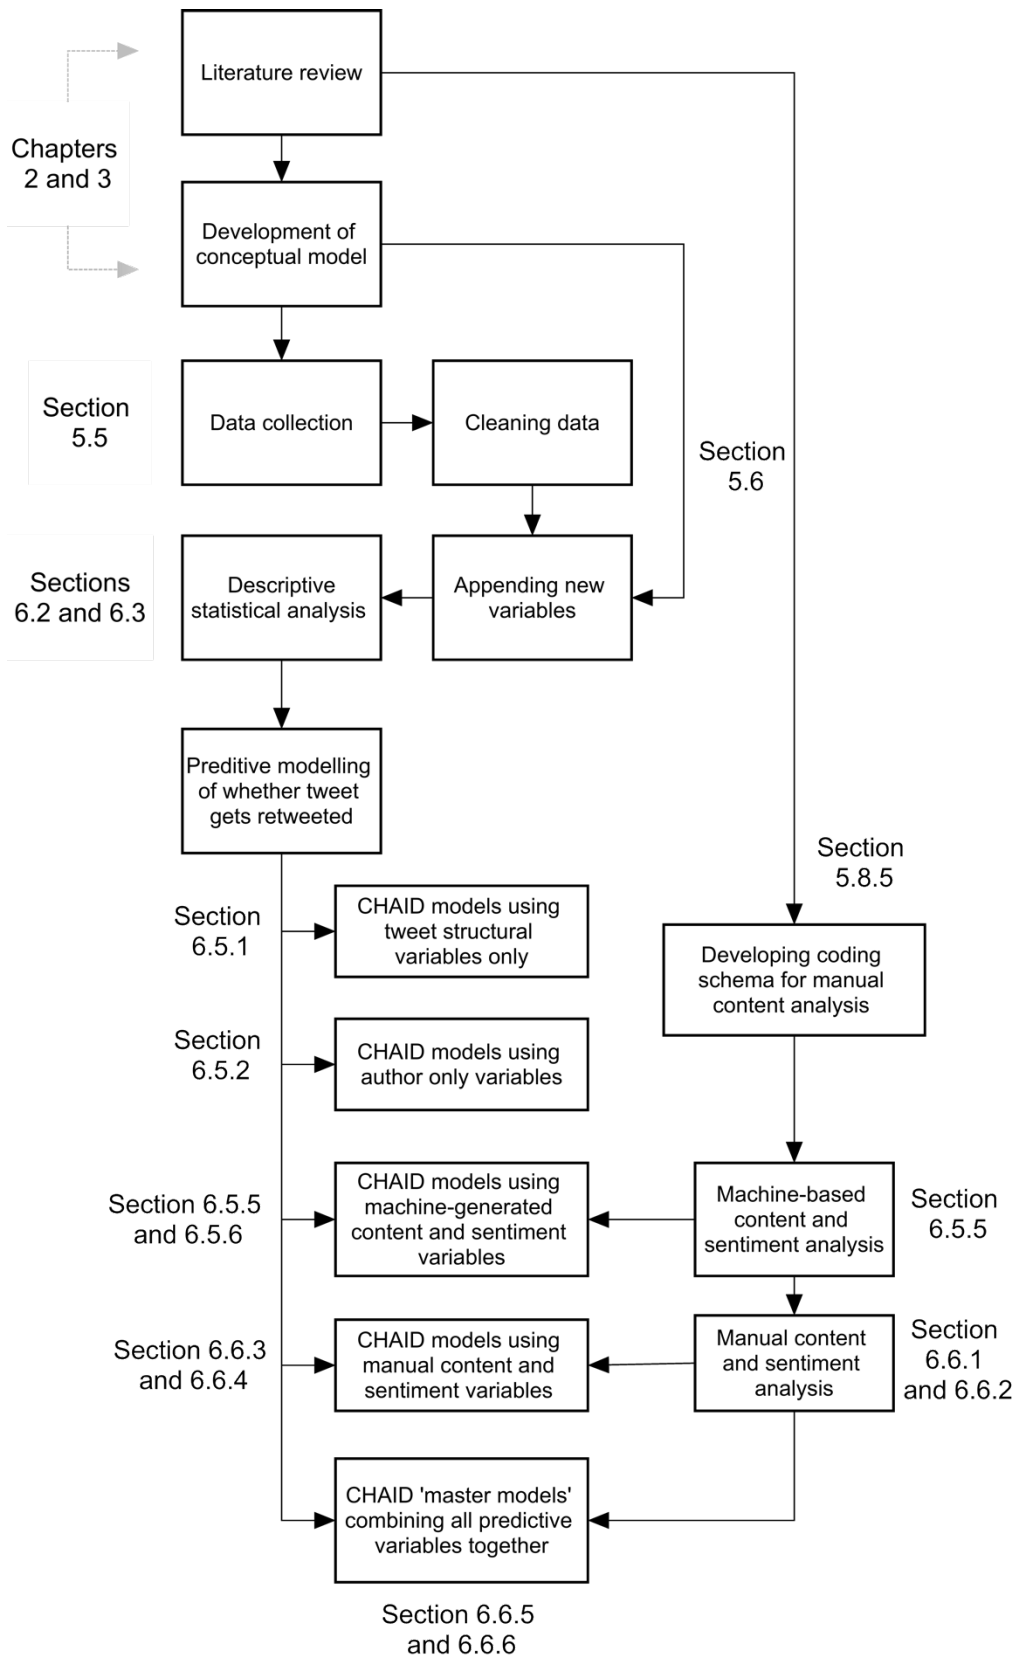 Literature review
Chapters
2 and 3
Development of
conceptual model
Section
5.5
Data collection
Cleaning data
Section
5.6
Sections
6.2 and 6.3
Descriptive
statistical analysis
Appending new
variables
Preditive modelling
of whether tweet
gets retweeted
Section
5.8.5
Section
6.5.1
CHAID models using
tweet structural
variables only
Developing coding
schema for manual
content analysis
Section
6.5.2
CHAID models using
author only variables
Section 6.5.5
and 6.5.6
CHAID models using
machine-generated
content and sentiment
variables
Machine-based
content and
sentiment analysis
Section
6.5.5
Section 6.6.3
and 6.6.4
CHAID models using
manual content and
sentiment variables
Manual content
and sentiment
analysis
Section
6.6.1
and 6.6.2
CHAID 'master models'
combining all predictive
variables together
Section 6.6.5
and 6.6.6